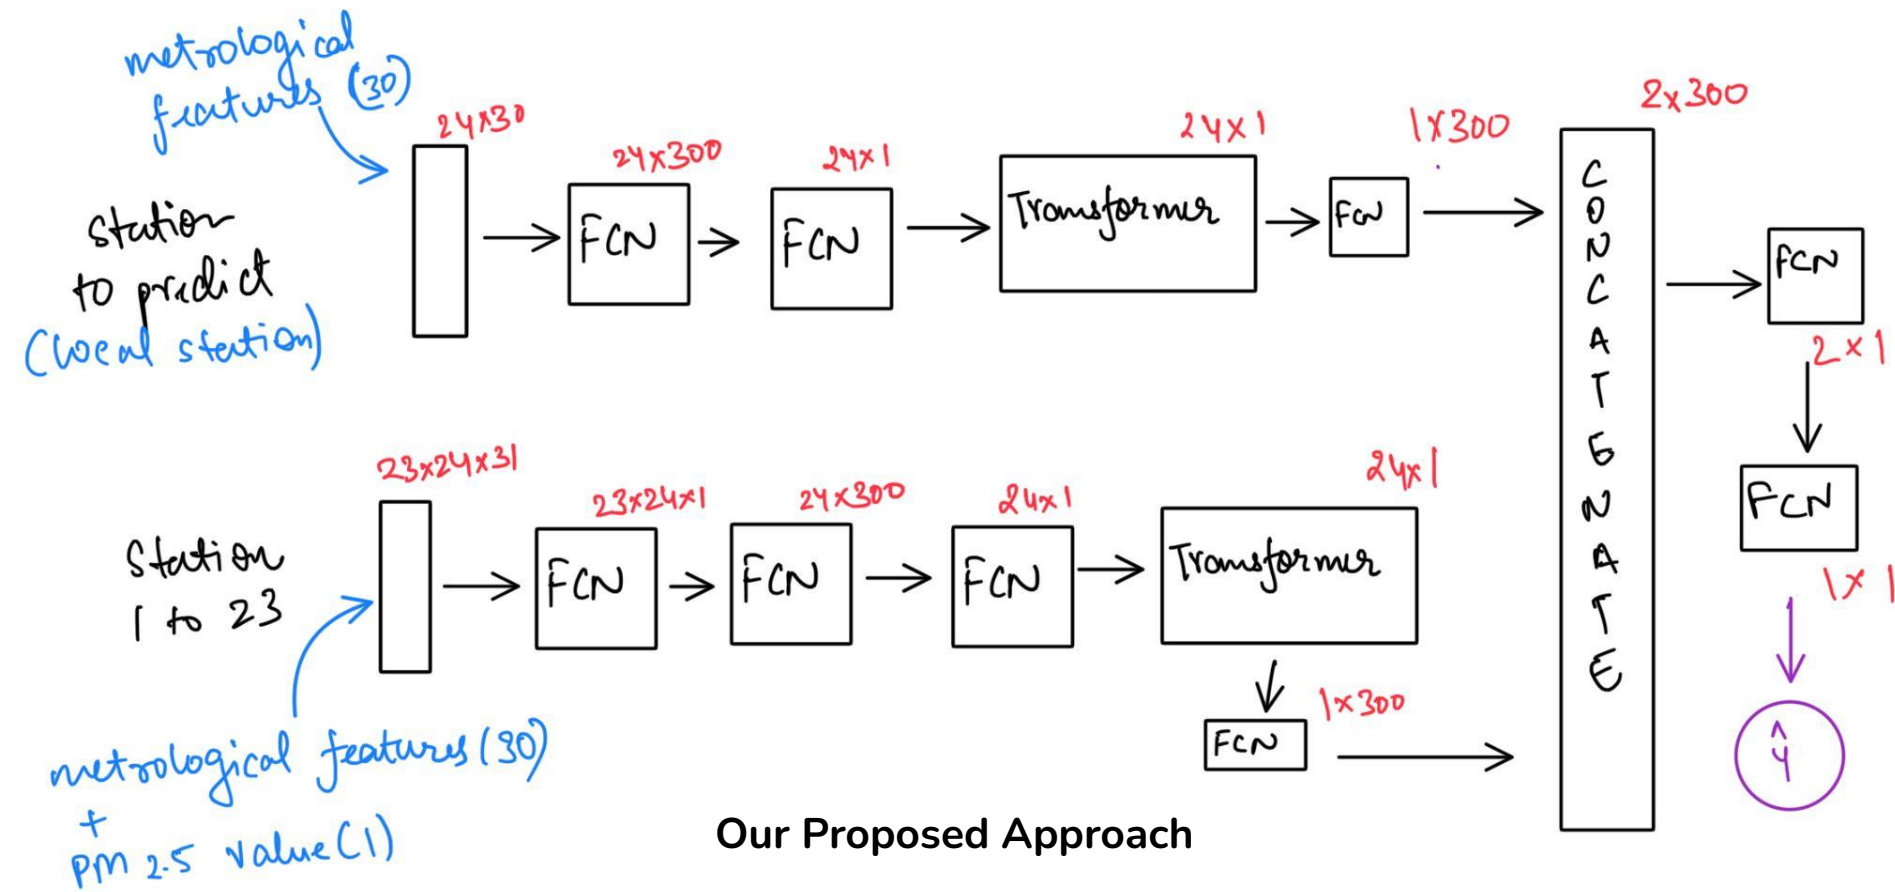 metrological
features (30)
24x30
24x300
24x1
24x1
1x300
2x300
station
to predict
(local station)
FCN
FCN
Transformer
FCN
CONCATENATE
FCN
2x1
FCN
1x1
ŷ
23x24x31
23x24x1
24x300
24x1
24x1
Station
1 to 23
FCN
FCN
FCN
Transformer
FCN
1x300
metrological features (30)
+
PM 2.5 value (1)
Our Proposed Approach